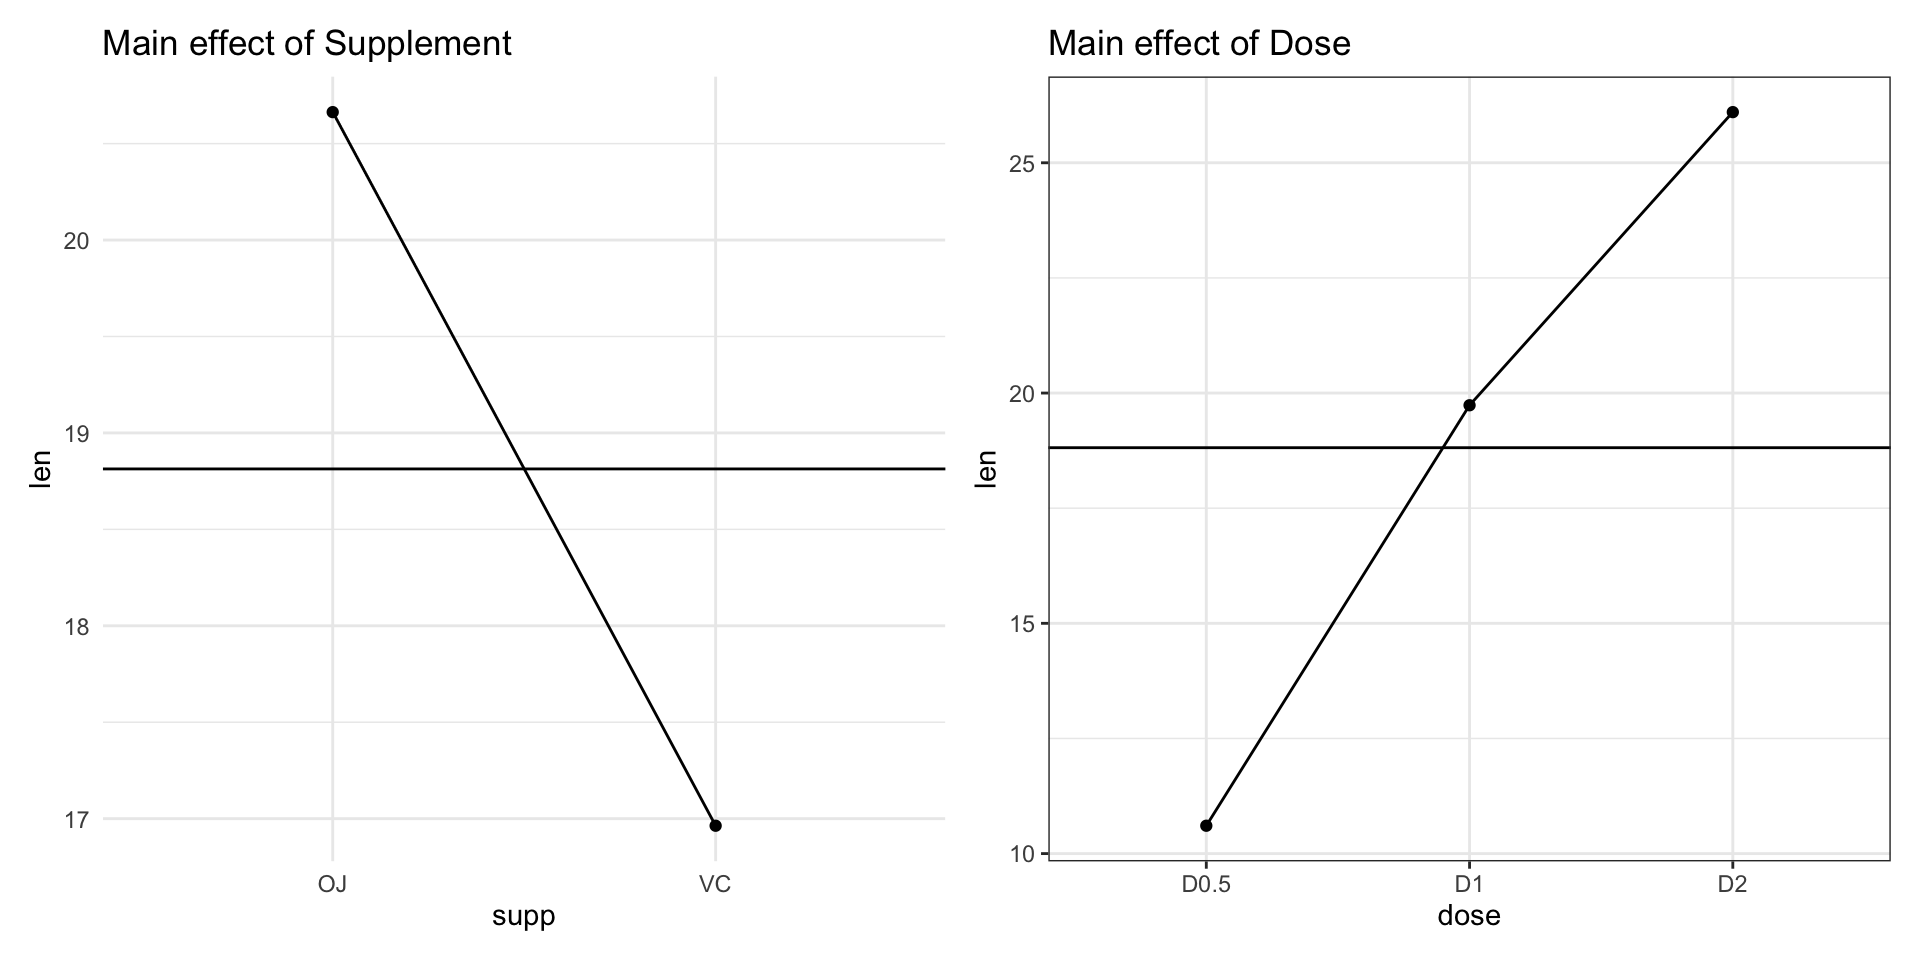 Main effect of Supplement
20
19
18
17
len
OJ
VC
supp
Main effect of Dose
25
20
15
10
len
D0.5
D1
D2
dose